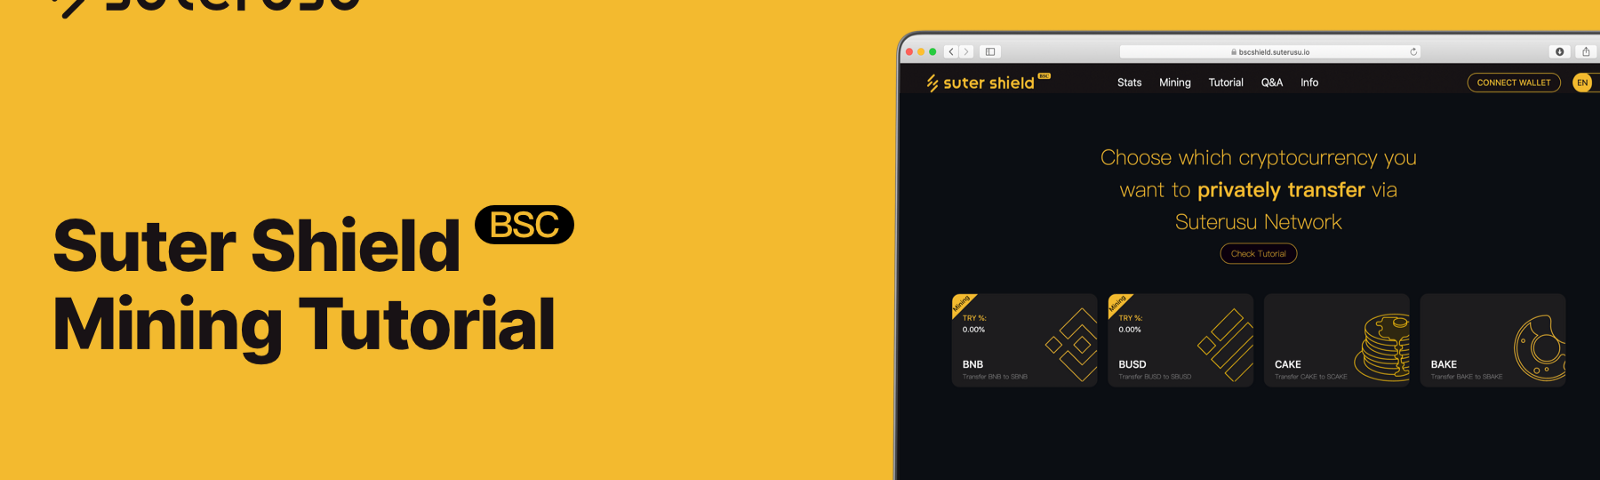 suterusu
Suter Shield BSC
Mining Tutorial
bscshield.suterusu.io
suter shield BSC
Stats Mining Tutorial Q&A Info
CONNECT WALLET EN
Choose which cryptocurrency you
want to privately transfer via
Suterusu Network
Check Tutorial
Mining
TRY %:
0.00%
BNB
Transfer BNB to SBNB
Mining
TRY %:
0.00%
BUSD
Transfer BUSD to SBUSD
CAKE
Transfer CAKE to SCAKE
BAKE
Transfer BAKE to SBAKE